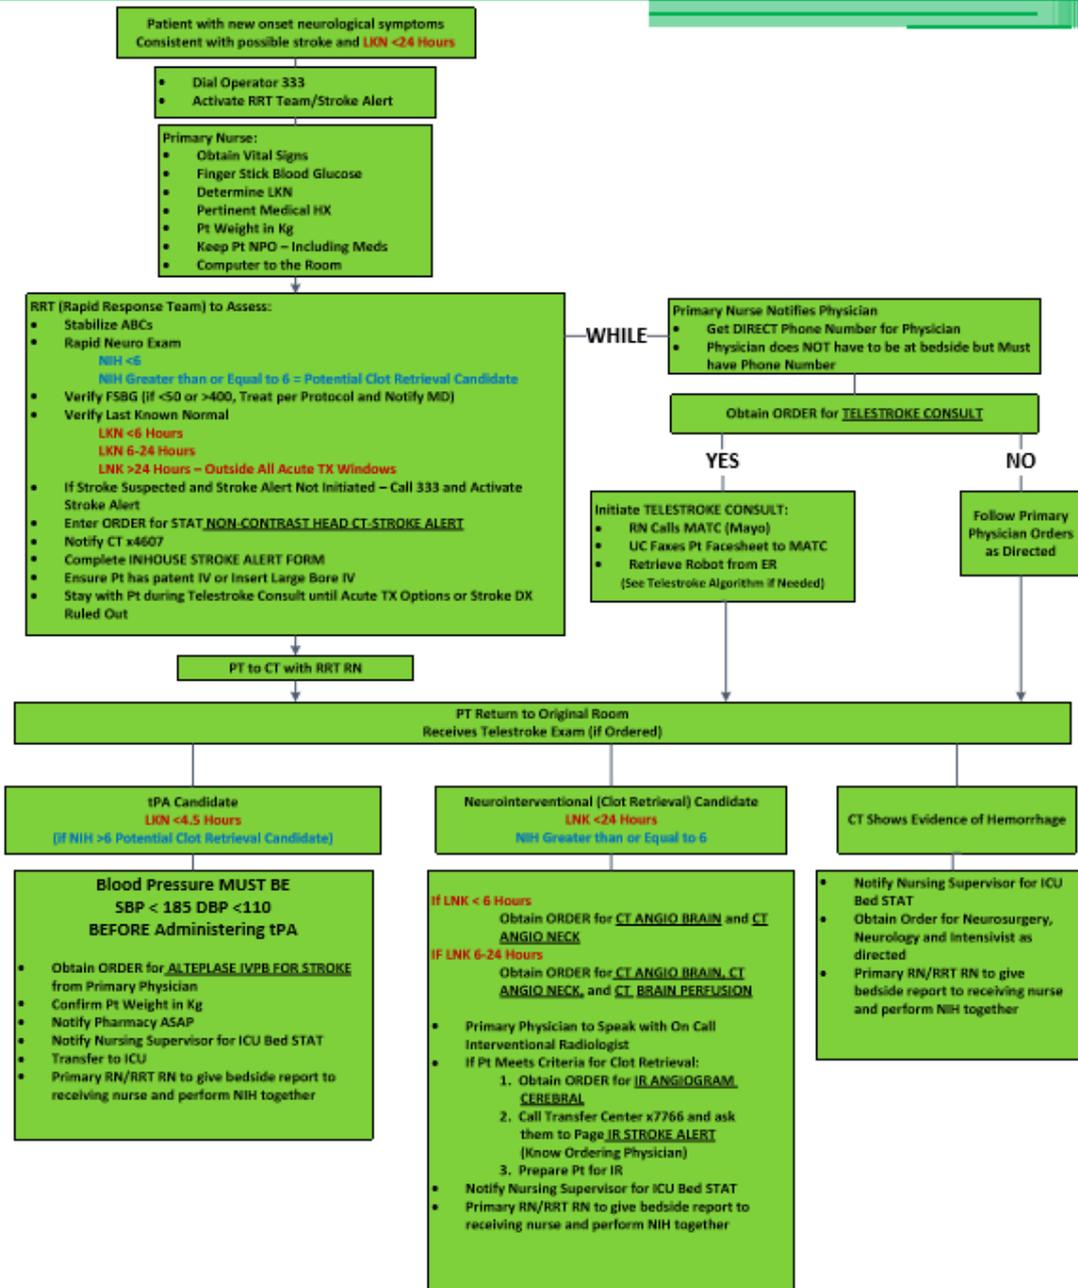 Patient with new onset neurological symptoms
Consistent with possible stroke and LKN <24 Hours
• Dial Operator 333
• Activate RRT Team/Stroke Alert
Primary Nurse:
• Obtain Vital Signs
• Finger Stick Blood Glucose
• Determine LKN
• Pertinent Medical HX
• Pt Weight in Kg
• Keep Pt NPO – Including Meds
• Computer to the Room
RRT (Rapid Response Team) to Assess:
• Stabilize ABCs
• Rapid Neuro Exam
NIH <6
NIH Greater than or Equal to 6 = Potential Clot Retrieval Candidate
• Verify FSBG (if <50 or >400, Treat per Protocol and Notify MD)
• Verify Last Known Normal
LKN <6 Hours
LKN 6-24 Hours
LNK >24 Hours – Outside All Acute TX Windows
• If Stroke Suspected and Stroke Alert Not Initiated – Call 333 and Activate
Stroke Alert
• Enter ORDER for STAT NON-CONTRAST HEAD CT-STROKE ALERT
• Notify CT x4607
• Complete INHOUSE STROKE ALERT FORM
• Ensure Pt has patent IV or Insert Large Bore IV
• Stay with Pt during Telestroke Consult until Acute TX Options or Stroke DX
Ruled Out
WHILE
Primary Nurse Notifies Physician
• Get DIRECT Phone Number for Physician
• Physician does NOT have to be at bedside but Must
have Phone Number
Obtain ORDER for TELESTROKE CONSULT
YES
NO
Initiate TELESTROKE CONSULT:
• RN Calls MATC (Mayo)
• UC Faxes Pt Facesheet to MATC
• Retrieve Robot from ER
(See Telestroke Algorithm if Needed)
Follow Primary
Physician Orders
as Directed
PT to CT with RRT RN
PT Return to Original Room
Receives Telestroke Exam (if Ordered)
tPA Candidate
LKN <4.5 Hours
(if NIH >6 Potential Clot Retrieval Candidate)
Blood Pressure MUST BE
SBP < 185 DBP <110
BEFORE Administering tPA
• Obtain ORDER for ALTEPLASE IVPB FOR STROKE
from Primary Physician
• Confirm Pt Weight in Kg
• Notify Pharmacy ASAP
• Notify Nursing Supervisor for ICU Bed STAT
• Transfer to ICU
• Primary RN/RRT RN to give bedside report to
receiving nurse and perform NIH together
Neurointerventional (Clot Retrieval) Candidate
LNK <24 Hours
NIH Greater than or Equal to 6
If LNK < 6 Hours
Obtain ORDER for CT ANGIO BRAIN and CT
ANGIO NECK
IF LNK 6-24 Hours
Obtain ORDER for CT ANGIO BRAIN, CT
ANGIO NECK, and CT BRAIN PERFUSION
• Primary Physician to Speak with On Call
Interventional Radiologist
• If Pt Meets Criteria for Clot Retrieval:
1. Obtain ORDER for IR ANGIOGRAM
CEREBRAL
2. Call Transfer Center x7766 and ask
them to Page IR STROKE ALERT
(Know Ordering Physician)
3. Prepare Pt for IR
• Notify Nursing Supervisor for ICU Bed STAT
• Primary RN/RRT RN to give bedside report to
receiving nurse and perform NIH together
CT Shows Evidence of Hemorrhage
• Notify Nursing Supervisor for ICU
Bed STAT
• Obtain Order for Neurosurgery,
Neurology and Intensivist as
directed
• Primary RN/RRT RN to give
bedside report to receiving nurse
and perform NIH together